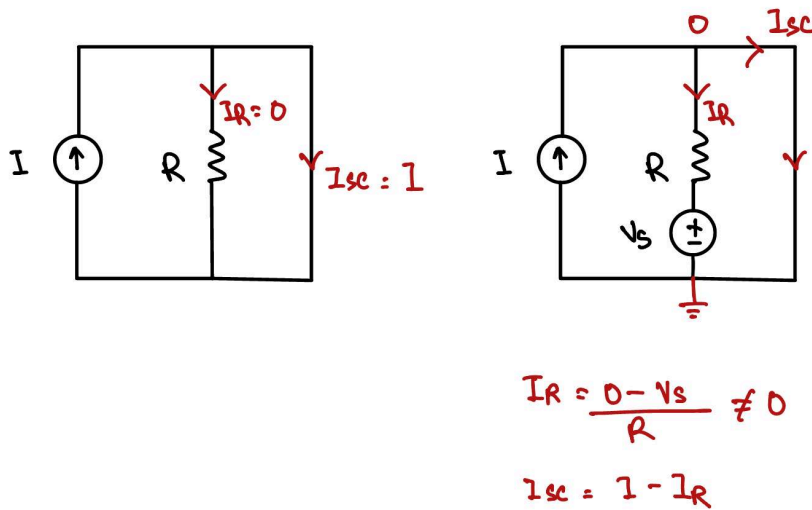 I
R
IR = 0
Isc = I
0
Isc
I
R
IR
Vs
+
−
IR = 0 - Vs / R ≠ 0
Isc = I - IR